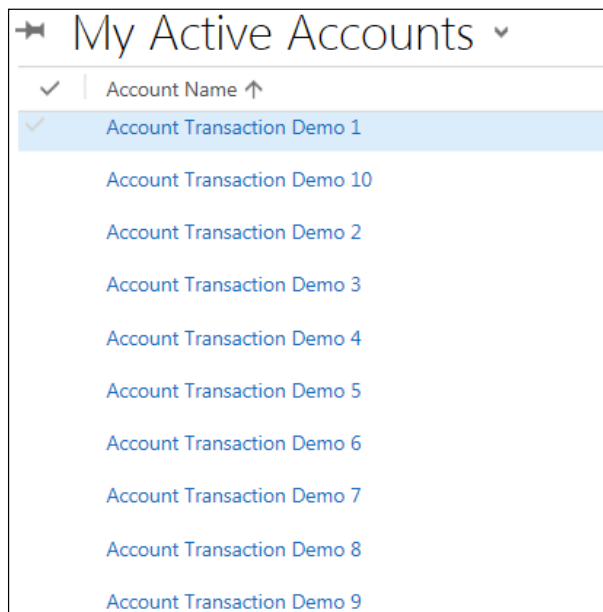 My Active Accounts
Account Name ↑
Account Transaction Demo 1
Account Transaction Demo 10
Account Transaction Demo 2
Account Transaction Demo 3
Account Transaction Demo 4
Account Transaction Demo 5
Account Transaction Demo 6
Account Transaction Demo 7
Account Transaction Demo 8
Account Transaction Demo 9